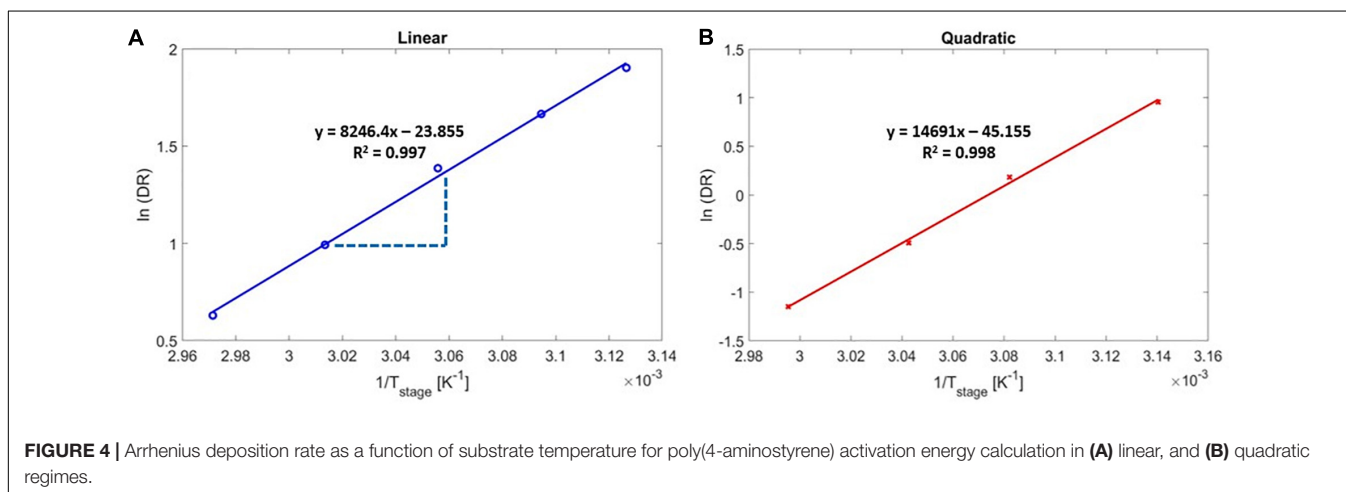 A
Linear
2
1.5
1
0.5
ln (DR)
y = 8246.4x – 23.855
R² = 0.997
2.96 2.98 3 3.02 3.04 3.06 3.08 3.1 3.12 3.14
1/T_stage [K⁻¹]
×10⁻³
B
Quadratic
1.5
1
0.5
0
-0.5
-1
-1.5
ln (DR)
y = 14691x – 45.155
R² = 0.998
2.98 3 3.02 3.04 3.06 3.08 3.1 3.12 3.14 3.16
1/T_stage [K⁻¹]
×10⁻³
FIGURE 4 | Arrhenius deposition rate as a function of substrate temperature for poly(4-aminostyrene) activation energy calculation in (A) linear, and (B) quadratic
regimes.